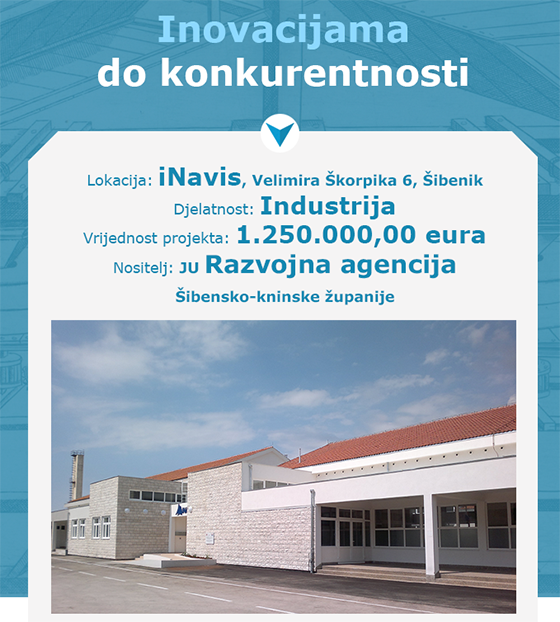 Inovacijama
do konkurentnosti
Lokacija: iNavis, Velimira Škorpika 6, Šibenik
Djelatnost: Industrija
Vrijednost projekta: 1.250.000,00 eura
Nositelj: JU Razvojna agencija
Šibensko-kninske županije